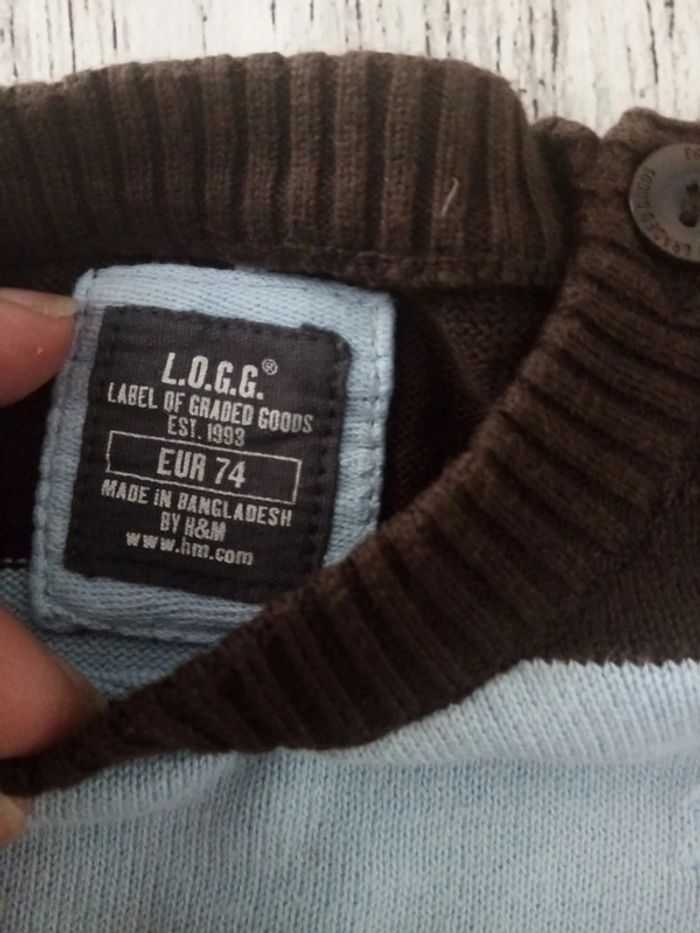 L.O.G.G.®
LABEL OF GRADED GOODS
EST. 1993
EUR 74
MADE IN BANGLADESH
BY H&M
www.hm.com